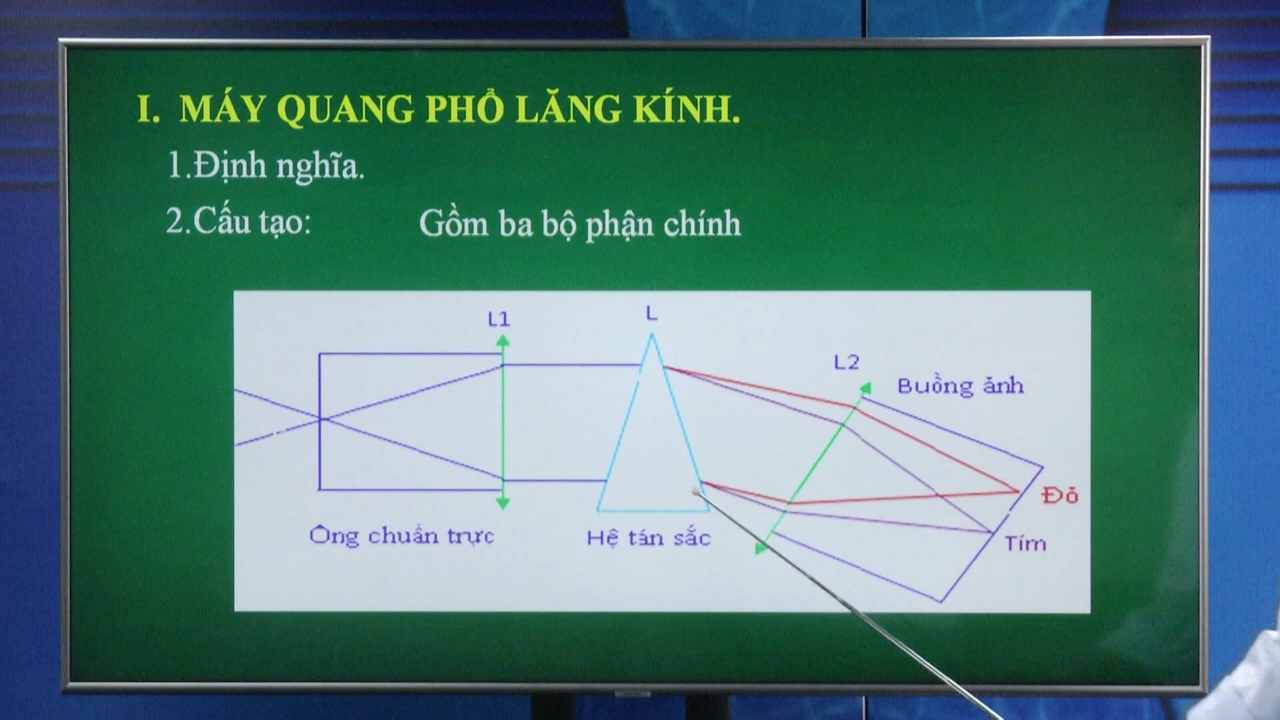 I. MÁY QUANG PHỔ LĂNG KÍNH.
1.Định nghĩa.
2.Cấu tạo: Gồm ba bộ phận chính
L1
L
L2
Buồng ảnh
Đỏ
Tím
Ông chuẩn trực
Hệ tán sắc